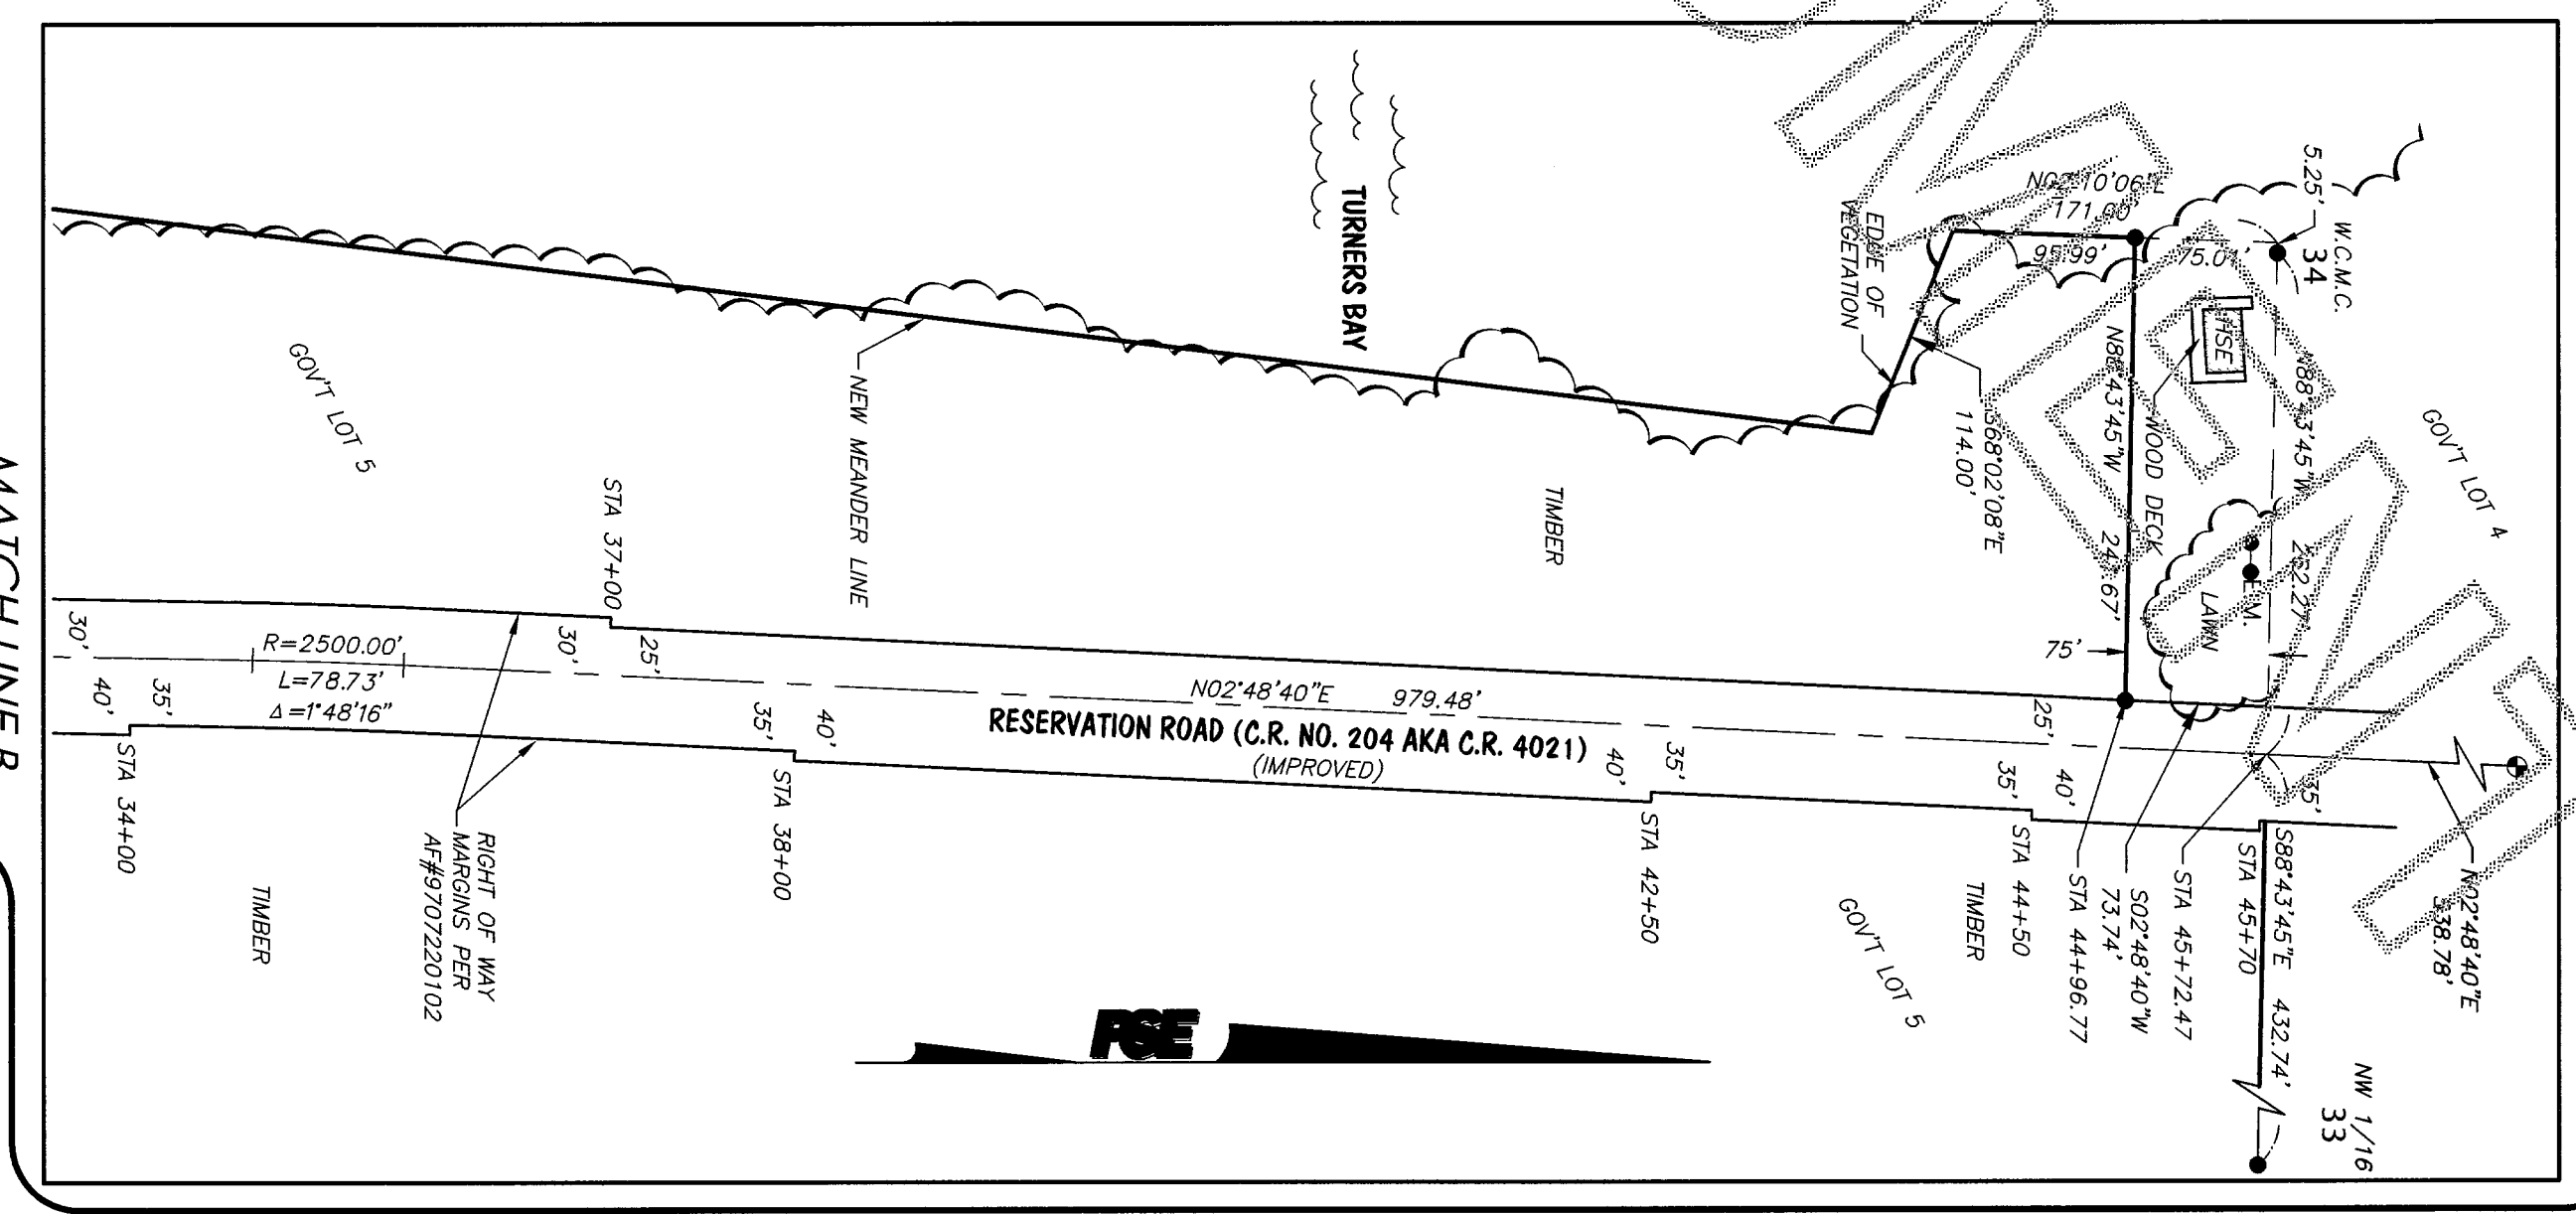 MATCHLINE B
TURNERS BAY
EDGE OF
VEGETATION
N02°10'06"E
171.00'
95.99'
75.01'
5.25'
W.C.M.C.
34
HSE
WOOD DECK
N88°43'45"W
N88°43'45"W
252.27'
LAWN
75'
GOV'T LOT 4
S68°02'08"E
114.00'
TIMBER
NEW MEANDER LINE
GOV'T LOT 5
STA 37+00
30'
40'
35'
R=2500.00'
L=78.73'
Δ=1°48'16"
30'
25'
35'
40'
N02°48'40"E 979.48'
RESERVATION ROAD (C.R. NO. 204 AKA C.R. 4021)
(IMPROVED)
40'
35'
25'
35'
40'
35'
STA 34+00
TIMBER
RIGHT OF WAY
MARGINS PER
AF#9707220102
STA 38+00
STA 42+50
GOV'T LOT 5
TIMBER
STA 44+50
STA 44+96.77
S02°48'40"W
73.74'
STA 45+72.47
STA 45+70
S88°43'45"E 432.74'
N02°48'40"E
NW 1/16
33
PSE